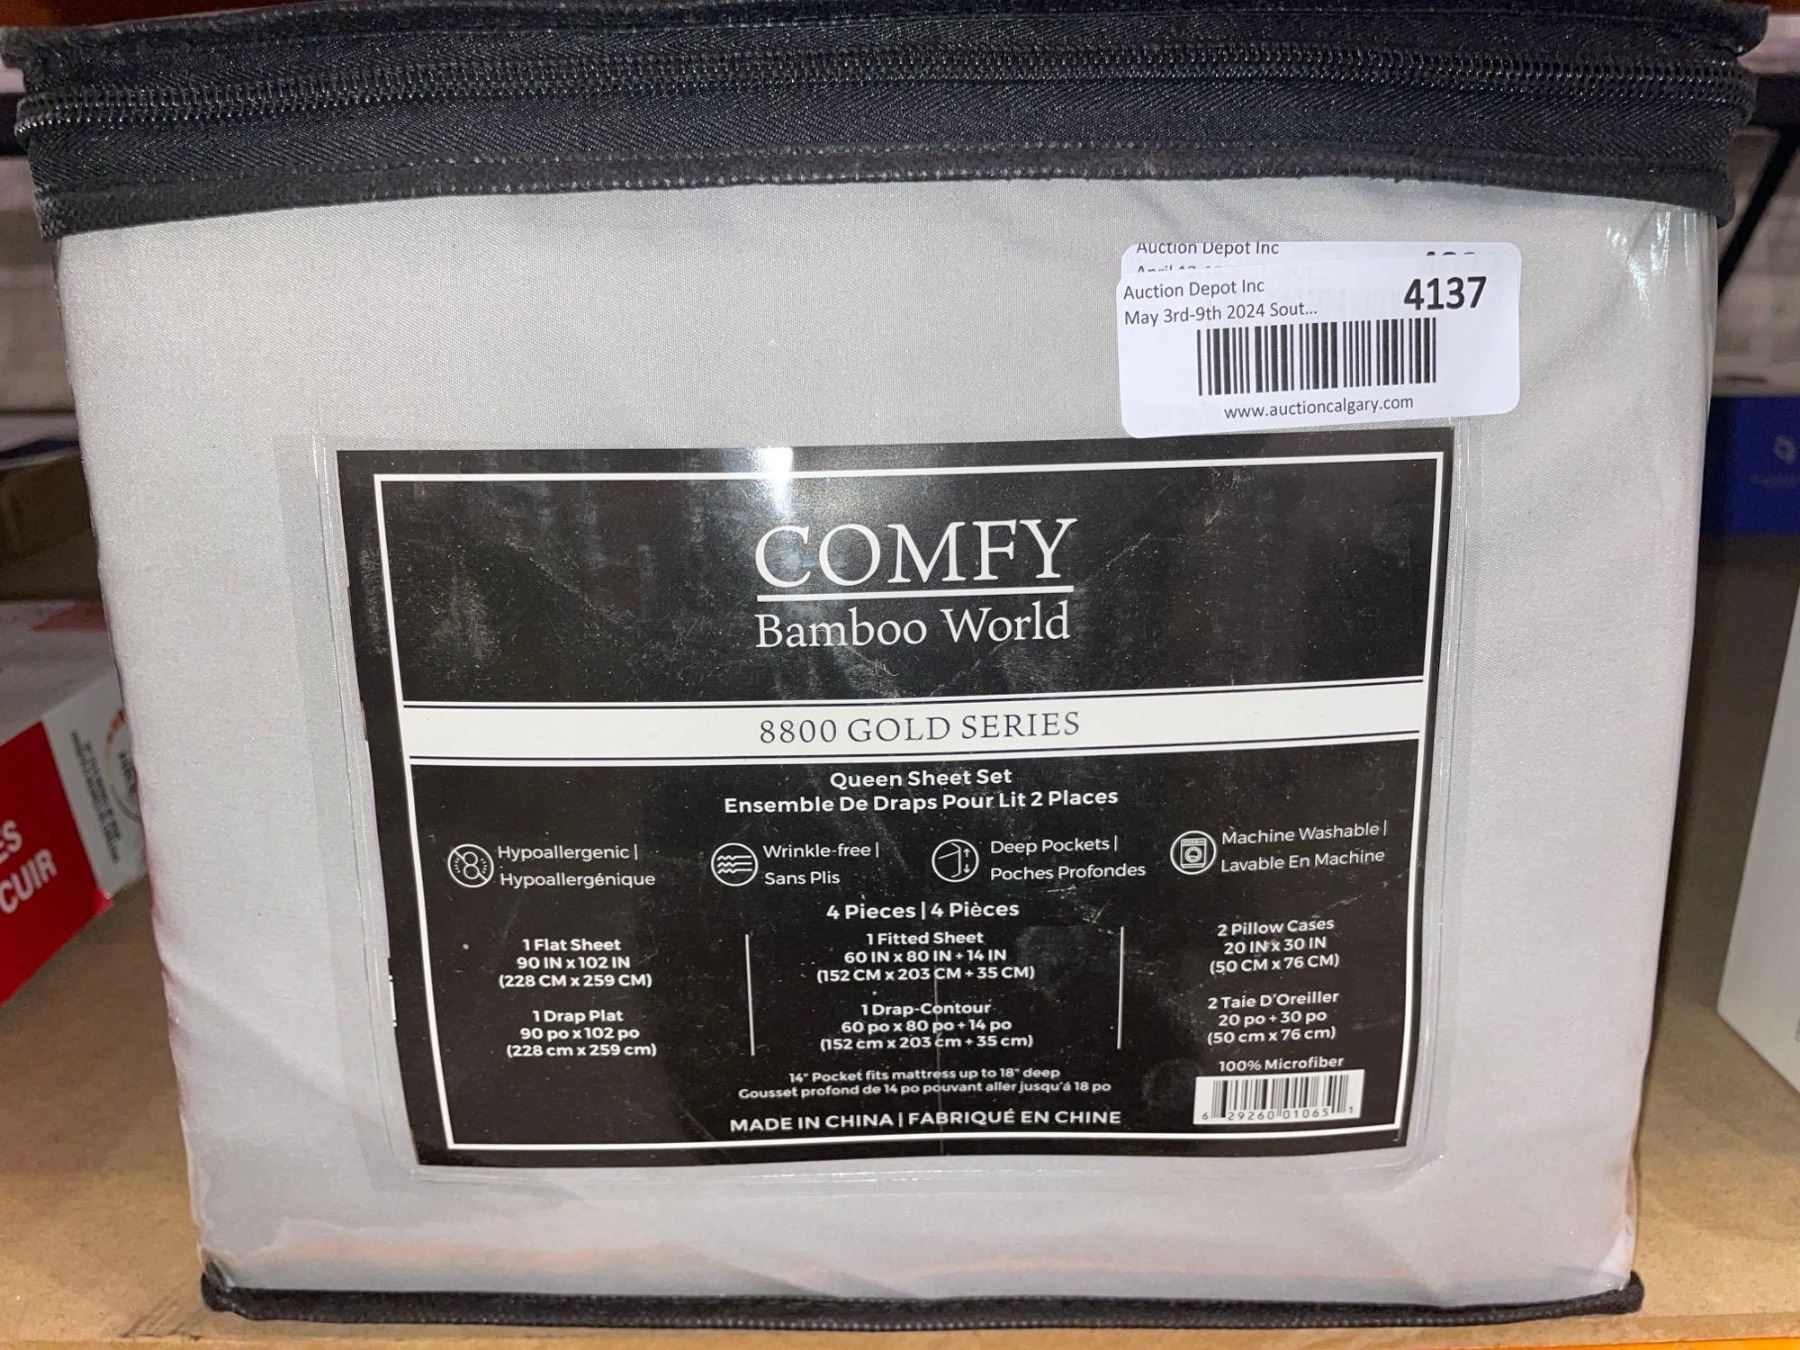 Auction Depot Inc
Auction Depot Inc
May 3rd-9th 2024 Sout...
4137
www.auctioncalgary.com
COMFY
Bamboo World
8800 GOLD SERIES
Queen Sheet Set
Ensemble De Draps Pour Lit 2 Places
Hypoallergenic |
Hypoallergénique
Wrinkle-free |
Sans Plis
Deep Pockets |
Poches Profondes
Machine Washable |
Lavable En Machine
4 Pieces | 4 Pièces
1 Flat Sheet
90 IN x 102 IN
(228 CM x 259 CM)
1 Drap Plat
90 po x 102 po
(228 cm x 259 cm)
1 Fitted Sheet
60 IN x 80 IN + 14 IN
(152 CM x 203 CM + 35 CM)
1 Drap-Contour
60 po x 80 po + 14 po
(152 cm x 203 cm + 35 cm)
2 Pillow Cases
20 IN x 30 IN
(50 CM x 76 CM)
2 Taie D'Oreiller
20 po + 30 po
(50 cm x 76 cm)
14" Pocket fits mattress up to 18" deep
Gousset profond de 14 po pouvant aller jusqu'á 18 po
MADE IN CHINA | FABRIQUÉ EN CHINE
100% Microfiber
6 29260 01065 1
ES
CUIR